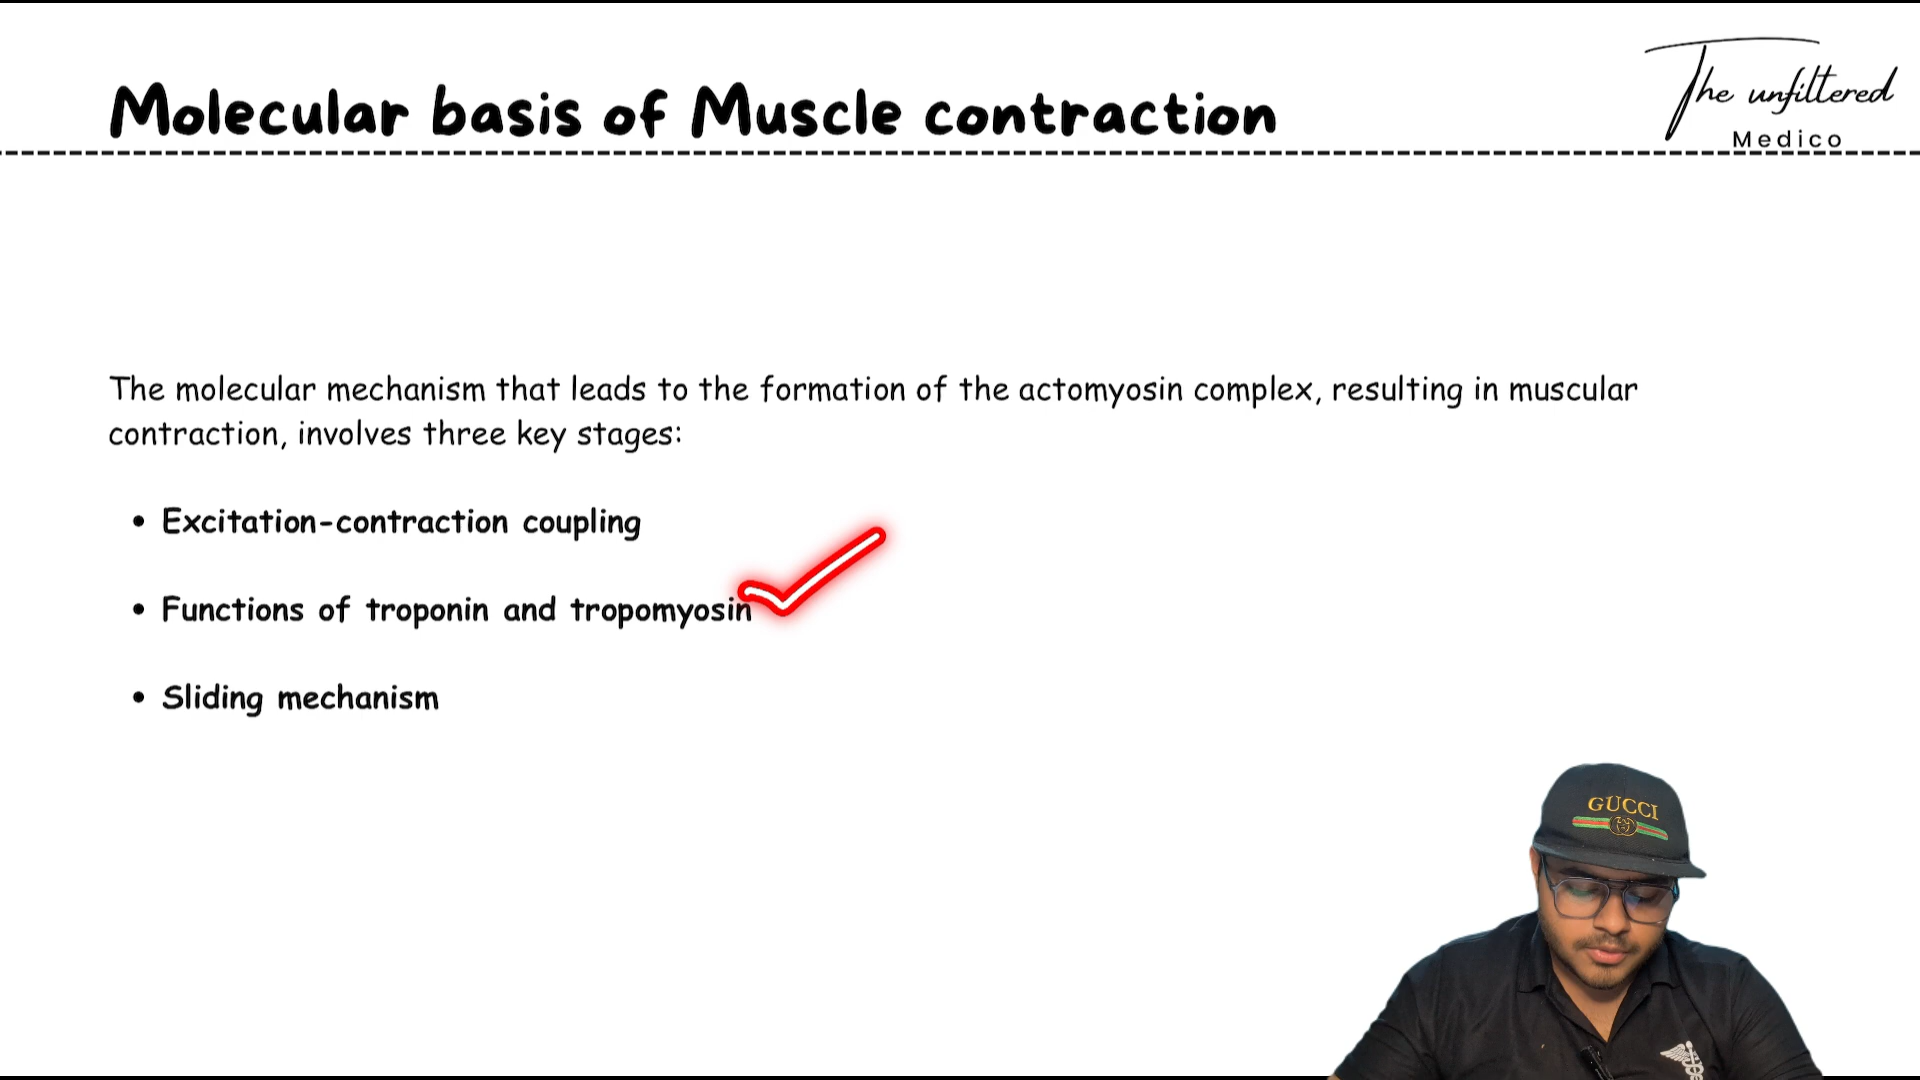 Molecular basis of Muscle contraction
The unfiltered
Medico
The molecular mechanism that leads to the formation of the actomyosin complex, resulting in muscular
contraction, involves three key stages:
• Excitation-contraction coupling
• Functions of troponin and tropomyosin
• Sliding mechanism
GUCCI